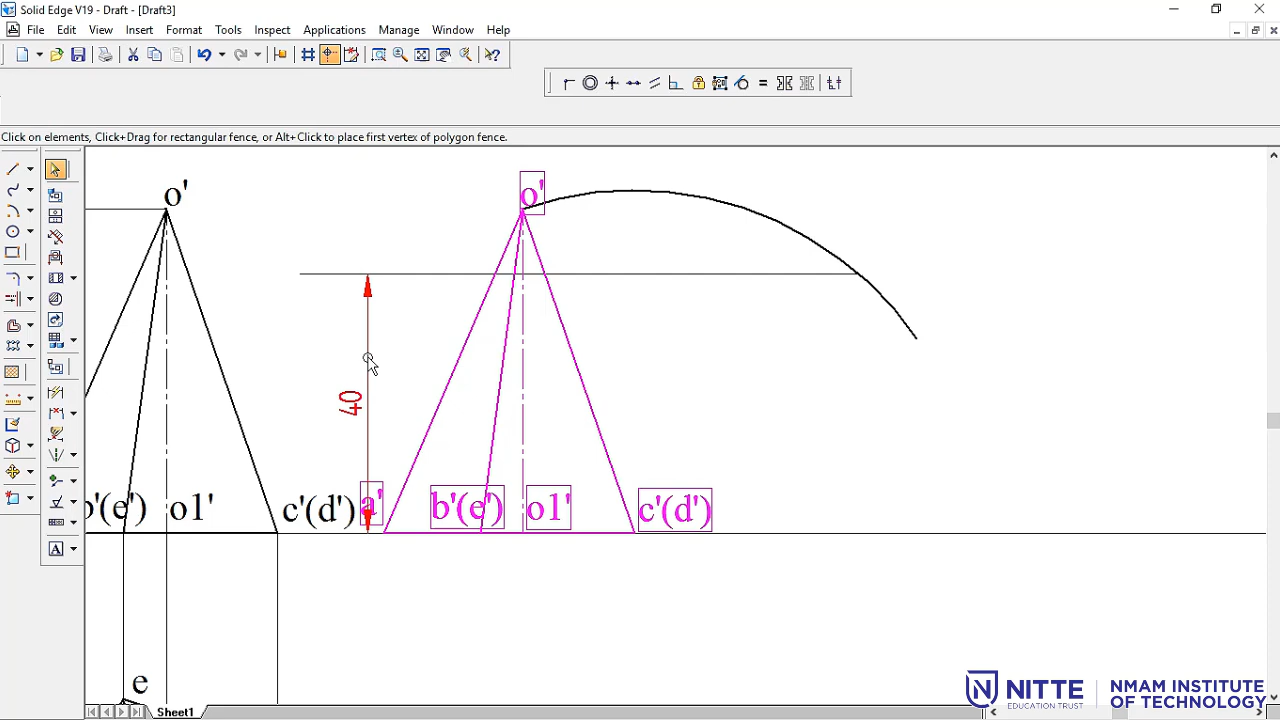 Solid Edge V19 - Draft - [Draft3]
File Edit View Insert Format Tools Inspect Applications Manage Window Help
Click on elements, Click+Drag for rectangular fence, or Alt+Click to place first vertex of polygon fence.
o' o'
40
b'(e') o1' c'(d') a' b'(e') o1' c'(d')
e
A
Sheet1
NITTE
EDUCATION TRUST
NMAM INSTITUTE
OF TECHNOLOGY